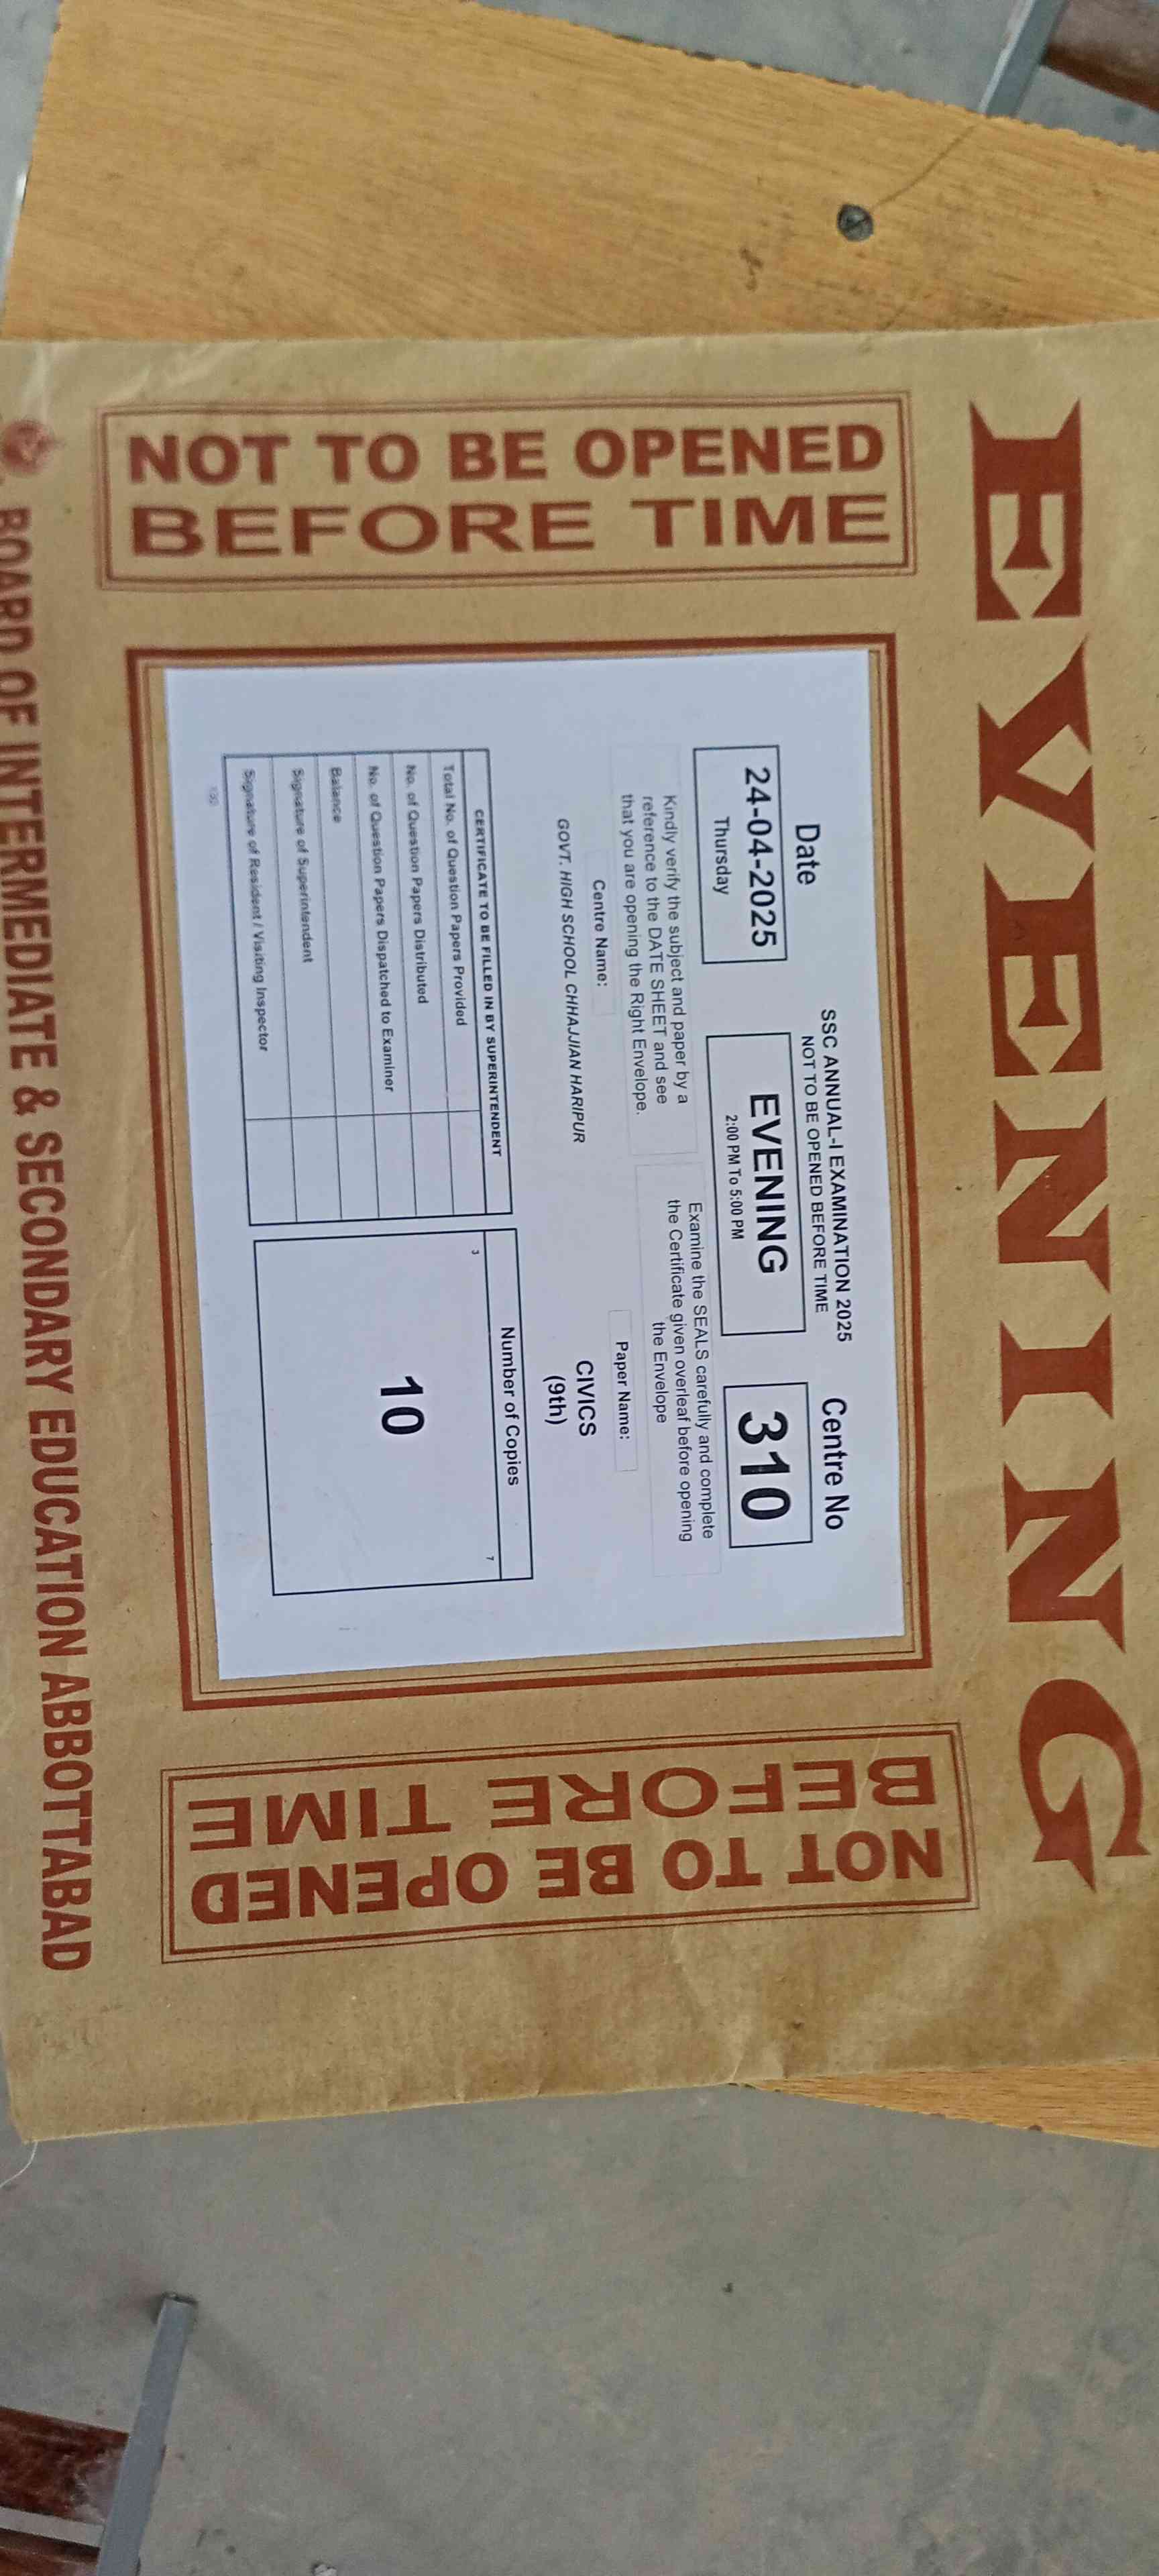 EVENING
NOT TO BE OPENED
BEFORE TIME
SSC ANNUAL-I EXAMINATION 2025
NOT TO BE OPENED BEFORE TIME
Date
24-04-2025
Thursday
EVENING
2:00 PM To 5:00 PM
Centre No
310
Kindly verify the subject and paper by a
reference to the DATE SHEET and see
that you are opening the Right Envelope.
Examine the SEALS carefully and complete
the Certificate given overleaf before opening
the Envelope
Centre Name:
GOVT. HIGH SCHOOL CHHAJJIAN HARIPUR
Paper Name:
CIVICS
(9th)
CERTIFICATE TO BE FILLED IN BY SUPERINTENDENT
Total No. of Question Papers Provided
No. of Question Papers Distributed
No. of Question Papers Dispatched to Examiner
Balance
Signature of Superintendent
Signature of Resident / Visiting Inspector
Number of Copies
3
7
10
NOT TO BE OPENED
BEFORE TIME
BOARD OF INTERMEDIATE & SECONDARY EDUCATION ABBOTTABAD